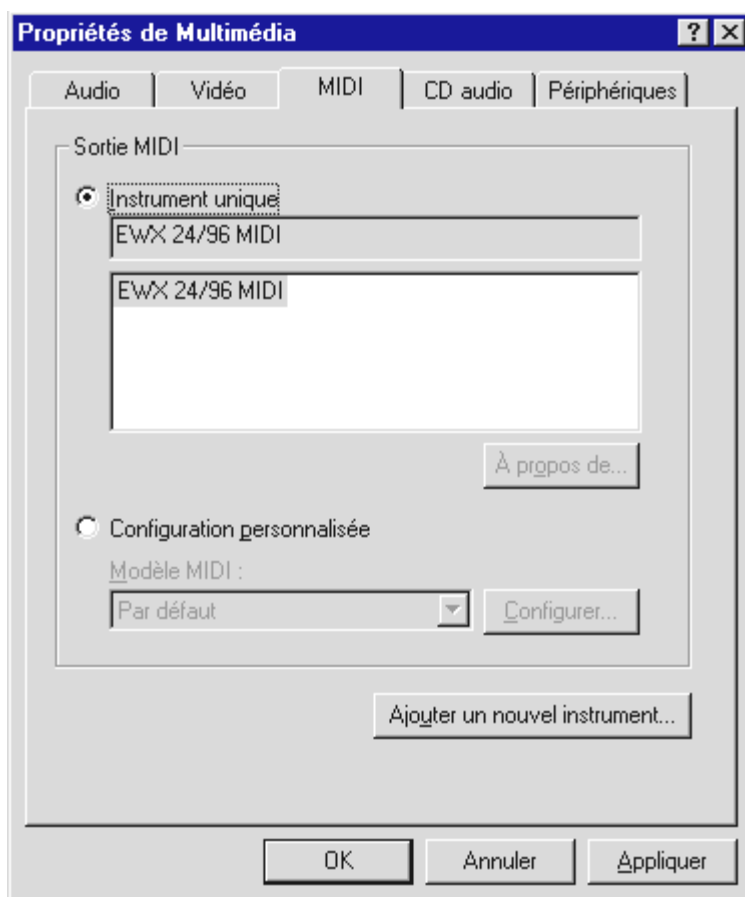 Propriétés de Multimédia
Audio Vidéo MIDI CD audio Périphériques
Sortie MIDI
Instrument unique
EWX 24/96 MIDI
EWX 24/96 MIDI
À propos de...
Configuration personnalisée
Modèle MIDI :
Par défaut Configurer...
Ajouter un nouvel instrument...
OK Annuler Appliquer